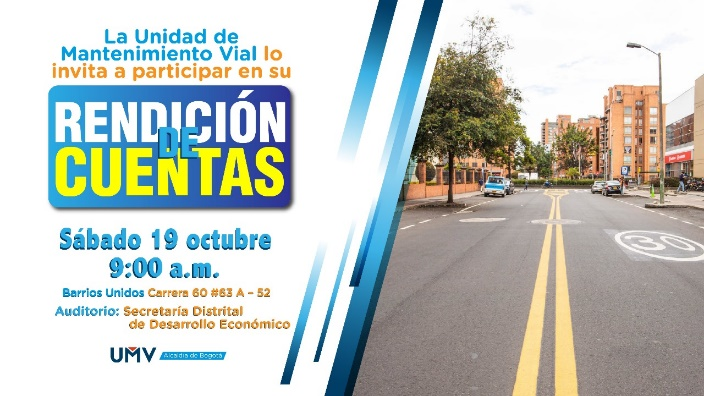 La Unidad de
Mantenimiento Vial lo
invita a participar en su
RENDICIÓN
DE
CUENTAS
Sábado 19 octubre
9:00 a.m.
Barrios Unidos Carrera 60 #63 A – 52
Auditorio: Secretaría Distrital
de Desarrollo Económico
UMV Alcaldía de Bogotá
30